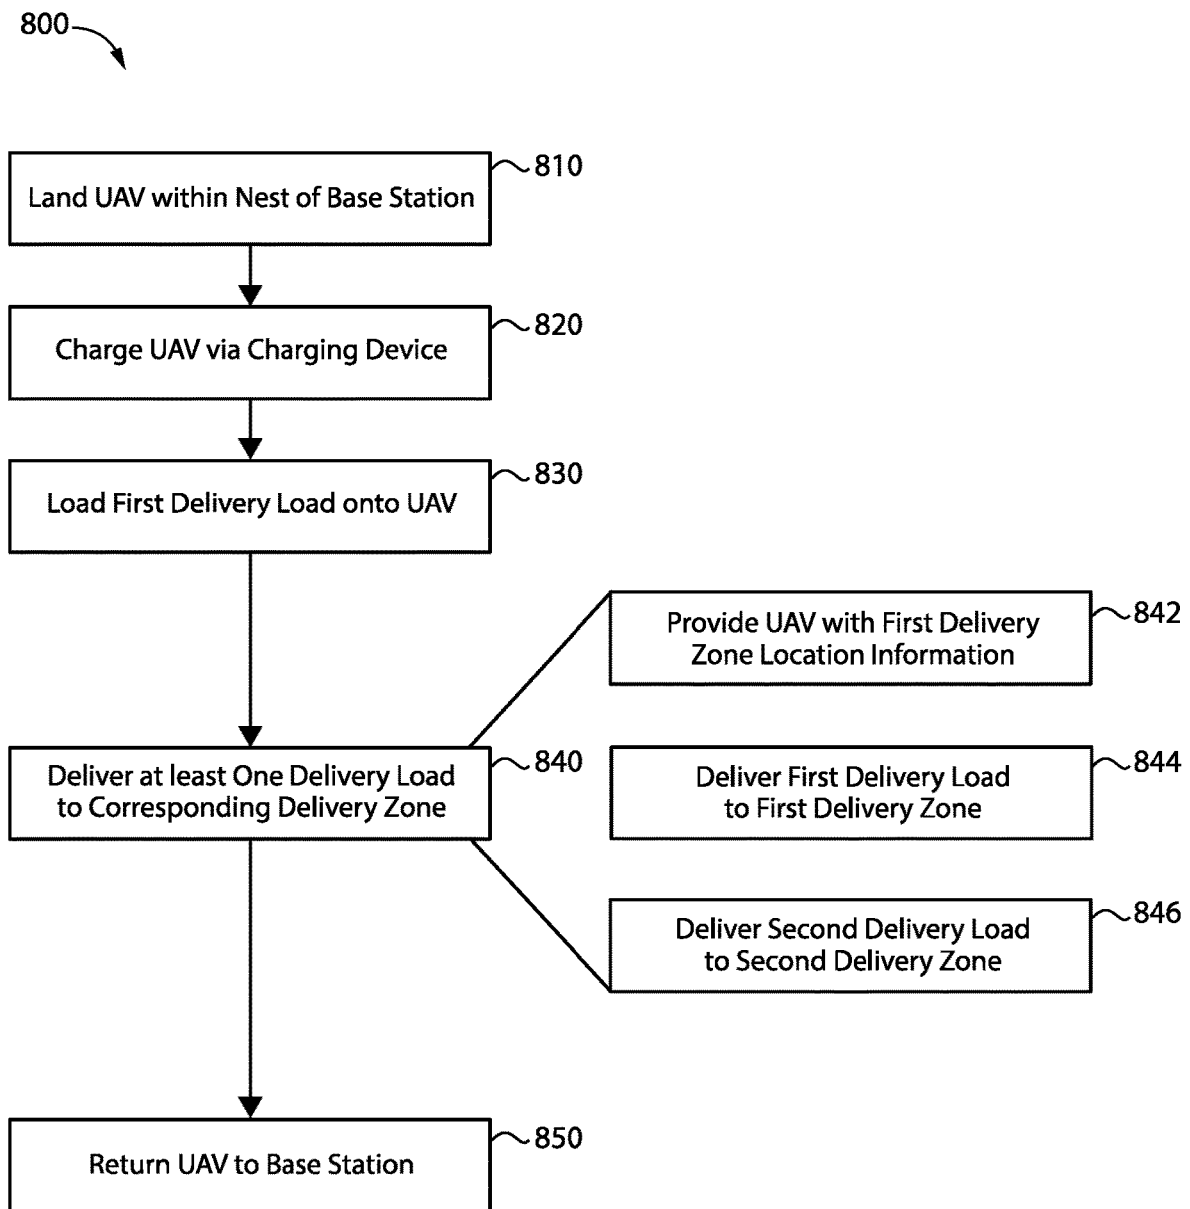 800
810
Land UAV within Nest of Base Station
820
Charge UAV via Charging Device
830
Load First Delivery Load onto UAV
842
Provide UAV with First Delivery
Zone Location Information
840
Deliver at least One Delivery Load
to Corresponding Delivery Zone
844
Deliver First Delivery Load
to First Delivery Zone
846
Deliver Second Delivery Load
to Second Delivery Zone
850
Return UAV to Base Station